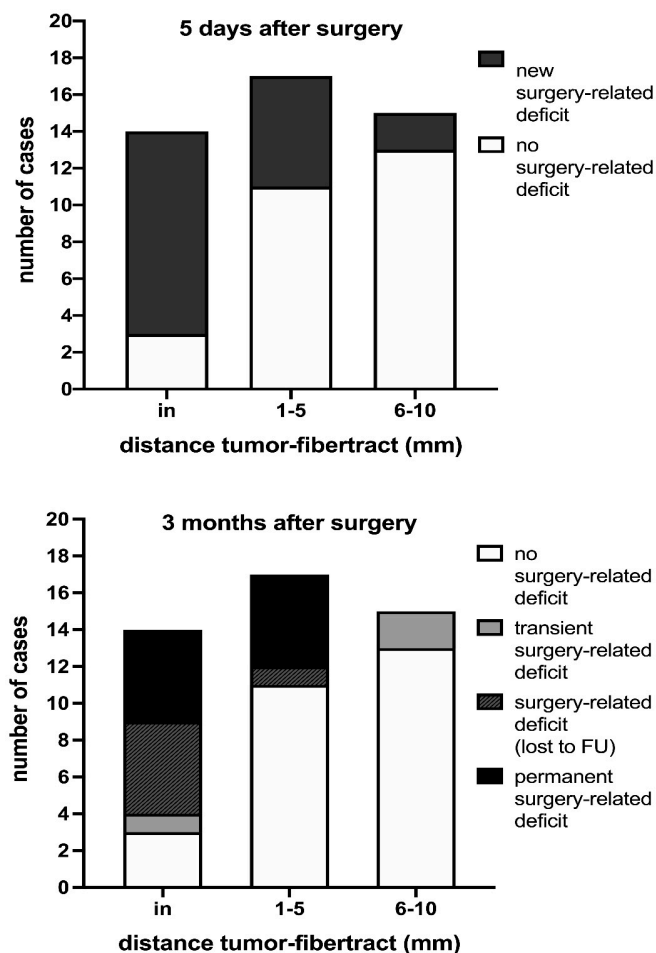 5 days after surgery
20
18
16
14
12
10
8
6
4
2
0
number of cases
in
1-5
6-10
distance tumor-fibertract (mm)
new
surgery-related
deficit
no
surgery-related
deficit
3 months after surgery
20
18
16
14
12
10
8
6
4
2
0
number of cases
in
1-5
6-10
distance tumor-fibertract (mm)
no
surgery-related
deficit
transient
surgery-related
deficit
surgery-related
deficit
(lost to FU)
permanent
surgery-related
deficit